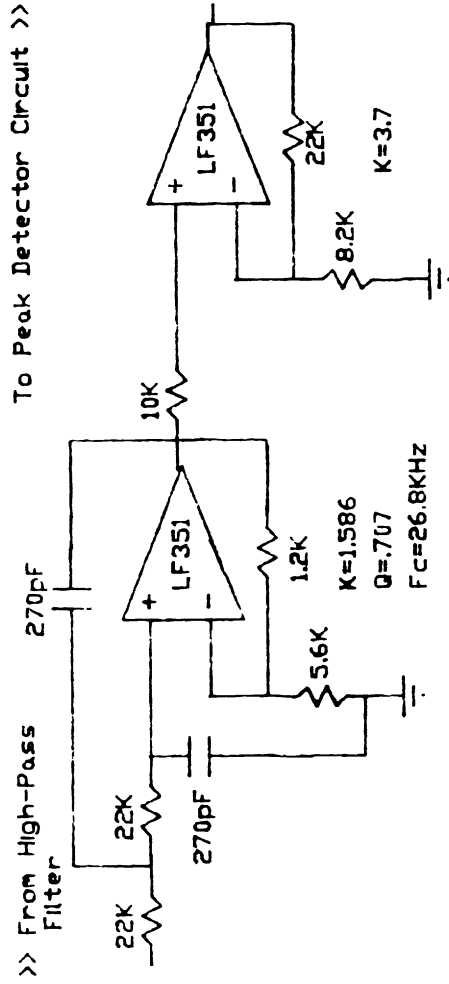 >> From High-Pass
Filter
To Peak Detector Circuit >>
270pF
22K
22K
270pF
+
-
LF351
5.6K
1.2K
K=1.586
Q=.707
Fc=26.8KHz
10K
+
-
LF351
8.2K
22K
K=3.7